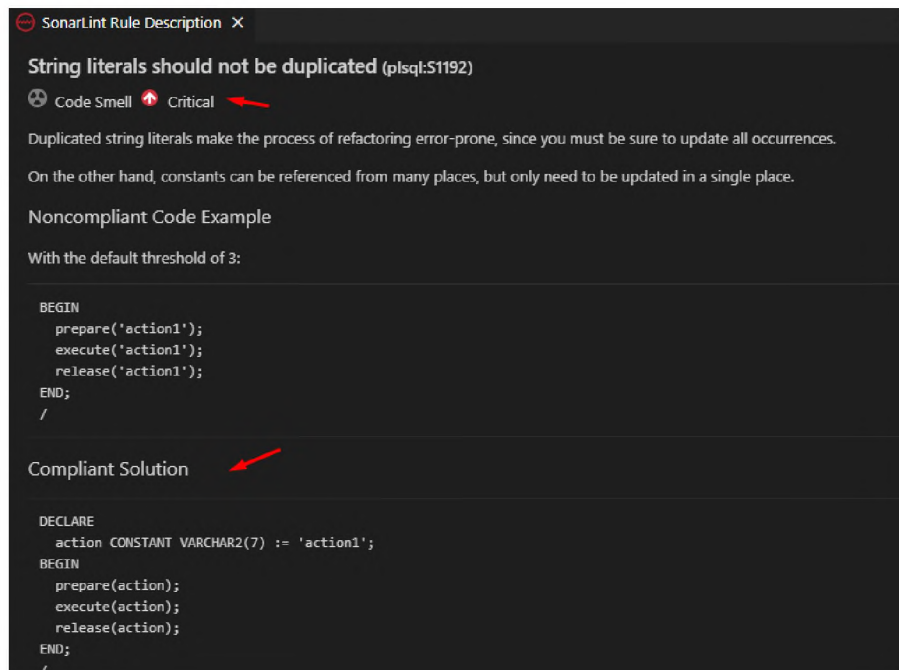 SonarLint Rule Description
String literals should not be duplicated (plsql:S1192)
Code Smell Critical
Duplicated string literals make the process of refactoring error-prone, since you must be sure to update all occurrences.
On the other hand, constants can be referenced from many places, but only need to be updated in a single place.
Noncompliant Code Example
With the default threshold of 3:
BEGIN
  prepare('action1');
  execute('action1');
  release('action1');
END;
/
Compliant Solution
DECLARE
  action CONSTANT VARCHAR2(7) := 'action1';
BEGIN
  prepare(action);
  execute(action);
  release(action);
END;
/